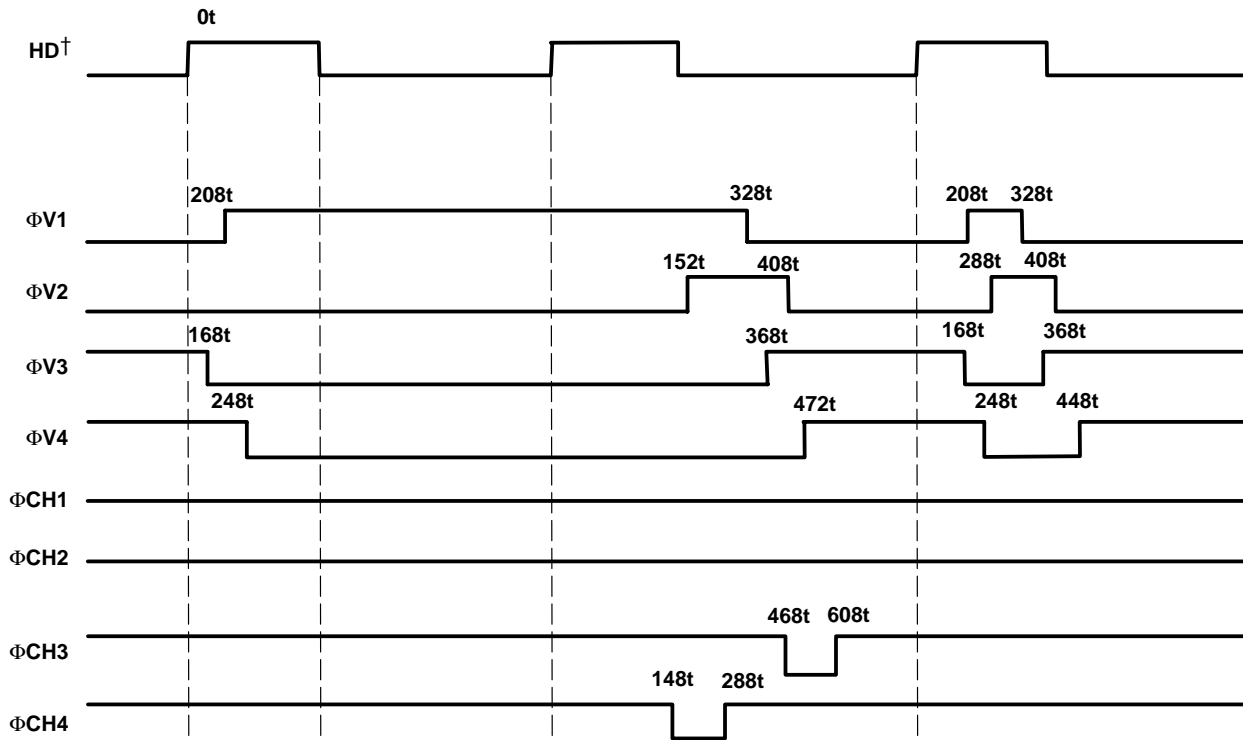 0t
HD†
208t 328t 208t 328t
ΦV1
152t 408t 288t 408t
ΦV2
168t 368t 168t 368t
ΦV3
248t 472t 248t 448t
ΦV4
ΦCH1
ΦCH2
468t 608t
ΦCH3
148t 288t
ΦCH4